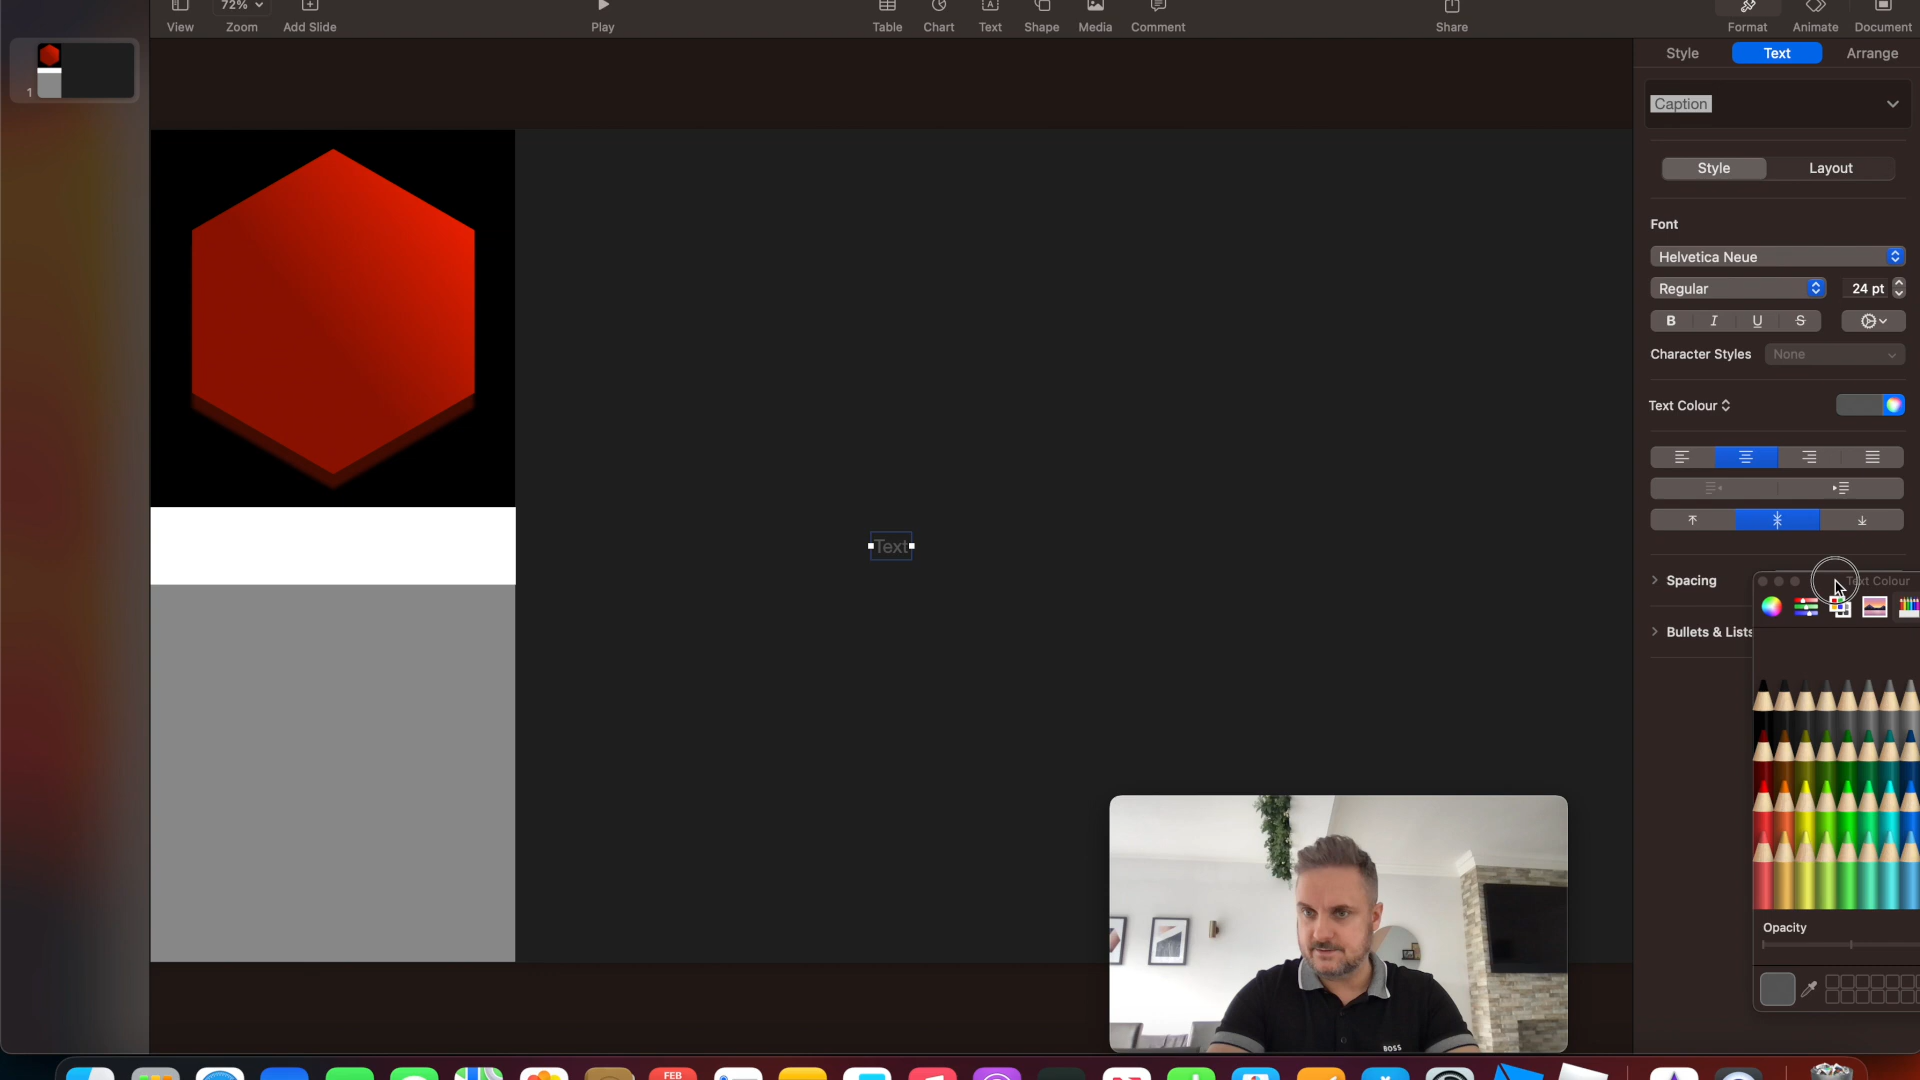 72%
View
Zoom
Add Slide
Play
Table
Chart
Text
Shape
Media
Comment
Share
Format
Animate
Document
Style
Text
Arrange
1
Caption
Style
Layout
Font
Helvetica Neue
Regular
24 pt
B
I
U
S
Character Styles
None
Text Colour
Text
Spacing
Text Colour
Bullets & Lists
Opacity
BOSS
FEB